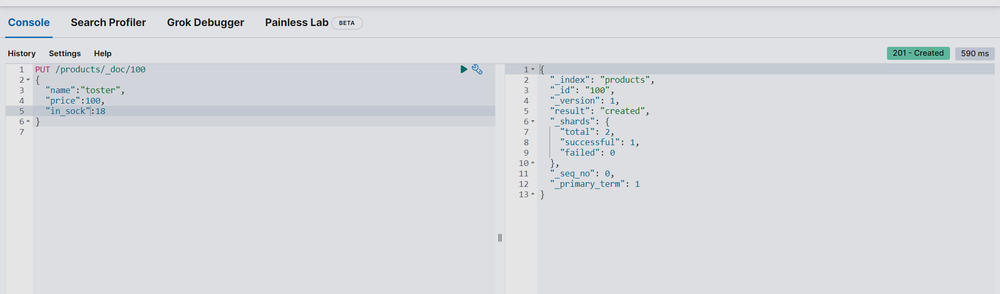 Console Search Profiler Grok Debugger Painless Lab BETA
History Settings Help
201 - Created 590 ms
1 PUT /products/_doc/100
2 {
3 "name":"toster",
4 "price":100,
5 "in_sock":18
6 }
7
1 {
2 "_index": "products",
3 "_id": "100",
4 "_version": 1,
5 "result": "created",
6 "_shards": {
7 "total": 2,
8 "successful": 1,
9 "failed": 0
10 },
11 "_seq_no": 0,
12 "_primary_term": 1
13 }